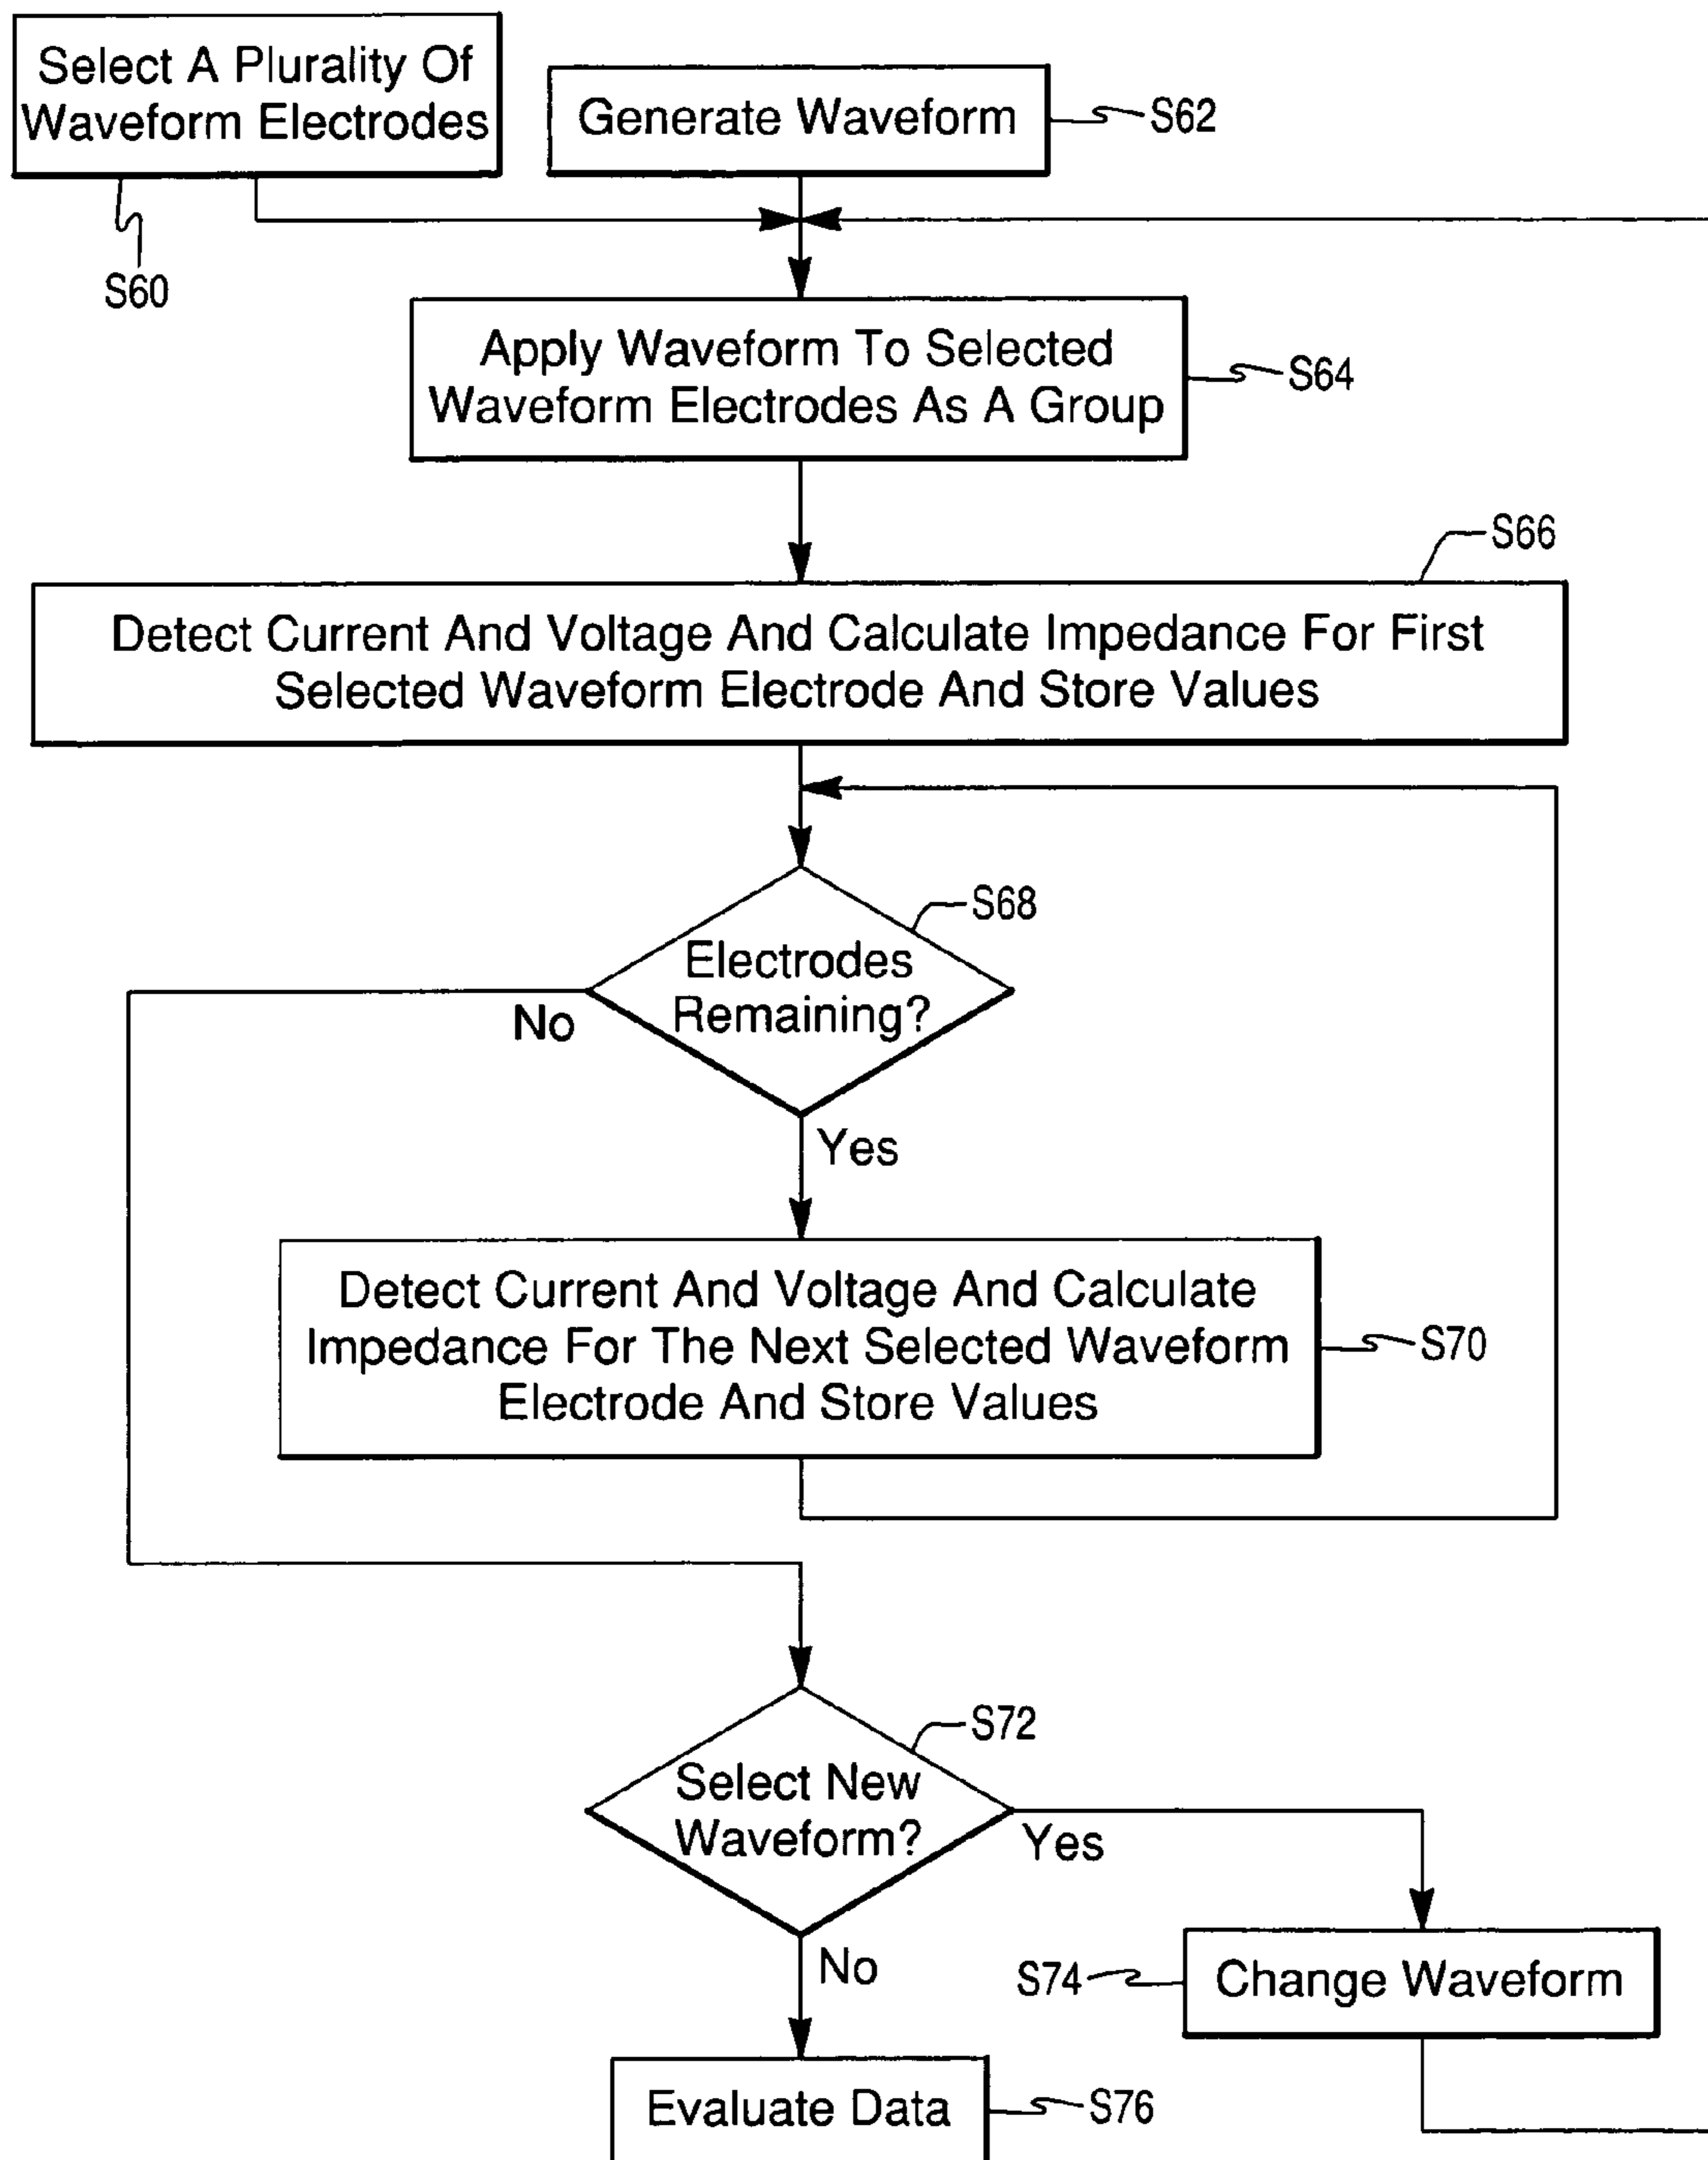 Select A Plurality Of
Waveform Electrodes
S60
Generate Waveform
S62
Apply Waveform To Selected
Waveform Electrodes As A Group
S64
S66
Detect Current And Voltage And Calculate Impedance For First
Selected Waveform Electrode And Store Values
S68
Electrodes
Remaining?
No
Yes
Detect Current And Voltage And Calculate
Impedance For The Next Selected Waveform
Electrode And Store Values
S70
S72
Select New
Waveform?
Yes
No
S74
Change Waveform
Evaluate Data
S76